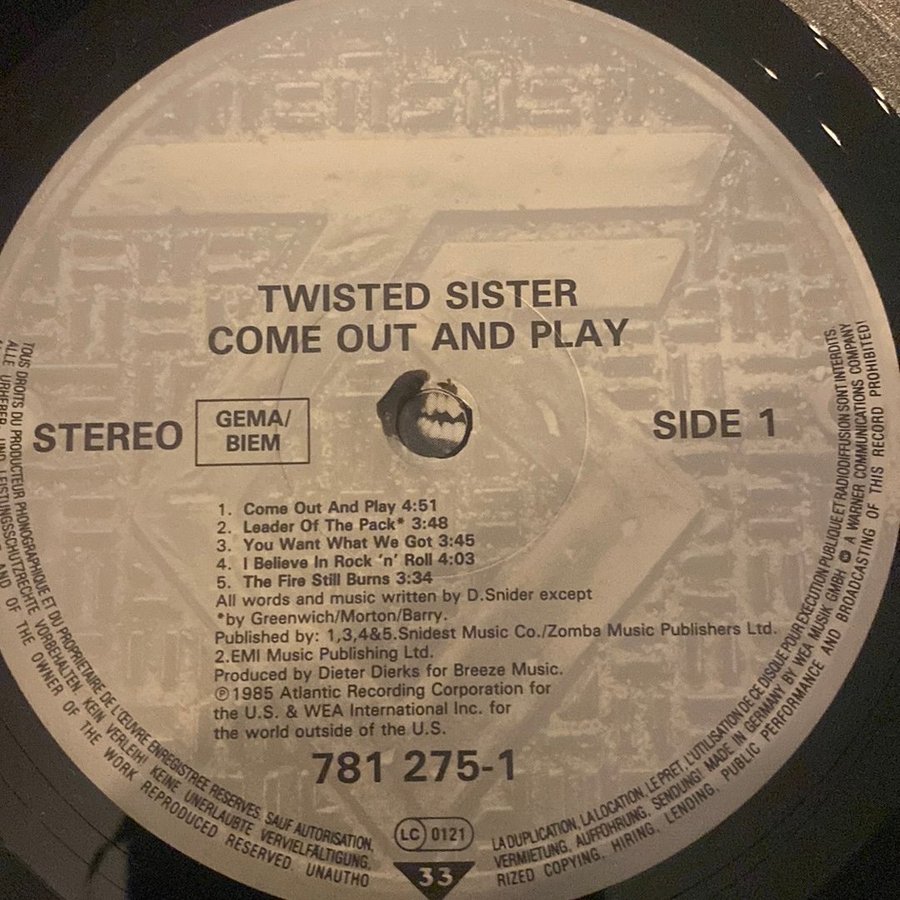 TWISTED SISTER
COME OUT AND PLAY
STEREO
GEMA/
BIEM
SIDE 1
1. Come Out And Play 4:51
2. Leader Of The Pack* 3:48
3. You Want What We Got 3:45
4. I Believe In Rock 'n' Roll 4:03
5. The Fire Still Burns 3:34
All words and music written by D.Snider except
*by Greenwich/Morton/Barry.
Published by: 1,3,4&5.Snidest Music Co./Zomba Music Publishers Ltd.
2.EMI Music Publishing Ltd.
Produced by Dieter Dierks for Breeze Music.
Ⓟ1985 Atlantic Recording Corporation for
the U.S. & WEA International Inc. for
the world outside of the U.S.
781 275-1
LC 0121
33
TOUS DROITS DU PRODUCTEUR PHONOGRAPHIQUE ET DU PROPRIETAIRE DE L'ŒUVRE ENREGISTREE RESERVES. SAUF AUTORISATION,
LA DUPLICATION, LA LOCATION, LE PRET, L'UTILISATION DE CE DISQUE POUR EXECUTION PUBLIQUE ET RADIODIFFUSION SONT INTERDITS.
ALLE URHEBER UND LEISTUNGSSCHUTZRECHTE VORBEHALTEN. KEIN VERLEIH! KEINE UNERLAUBTE VERVIELFÄLTIGUNG,
VERMIETUNG, AUFFÜHRUNG, SENDUNG! MADE IN GERMANY BY WEA MUSIK GMBH A WARNER COMMUNICATIONS COMPANY
AND OF THE OWNER OF THE WORK REPRODUCED RESERVED. UNAUTHO
RIZED COPYING, HIRING, LENDING, PUBLIC PERFORMANCE AND BROADCASTING OF THIS RECORD PROHIBITED!